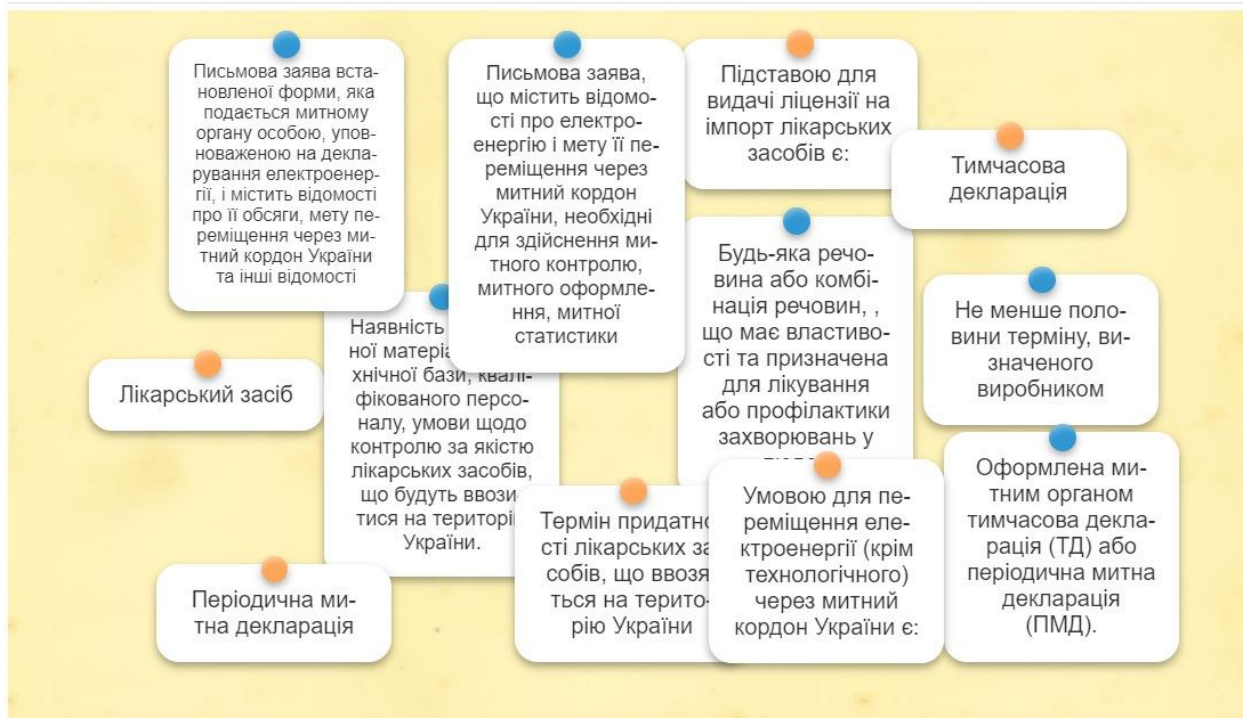 Письмова заява вста-
новленої форми, яка
подається митному
органу особою, упов-
новаженою на декла-
рування електроенер-
гії, і містить відомості
про її обсяги, мету пе-
реміщення через ми-
тний кордон України
та інші відомості
Письмова заява,
що містить відомо-
сті про електро-
енергію і мету її пе-
реміщення через
митний кордон
України, необхідні
для здійснення ми-
тного контролю,
митного оформле-
ння, митної
статистики
Підставою для
видачі ліцензії на
імпорт лікарських
засобів є:
Тимчасова
декларація
Будь-яка речо-
вина або комбі-
нація речовин, ,
що має властиво-
сті та призначена
для лікування
або профілактики
захворювань у
Не менше поло-
вини терміну, ви-
значеного
виробником
Лікарський засіб
Наявність
ної матеріа
хнічної бази, квалі-
фікованого персо-
налу, умови щодо
контролю за якістю
лікарських засобів,
що будуть ввози-
тися на територі
України.
Періодична ми-
тна декларація
Термін придатно
сті лікарських за
собів, що ввозя
ться на терито-
рію України
Умовою для пе-
реміщення еле-
ктроенергії (крім
технологічного)
через митний
кордон України є:
Оформлена ми-
тним органом
тимчасова декла-
рація (ТД) або
періодична митна
декларація
(ПМД).